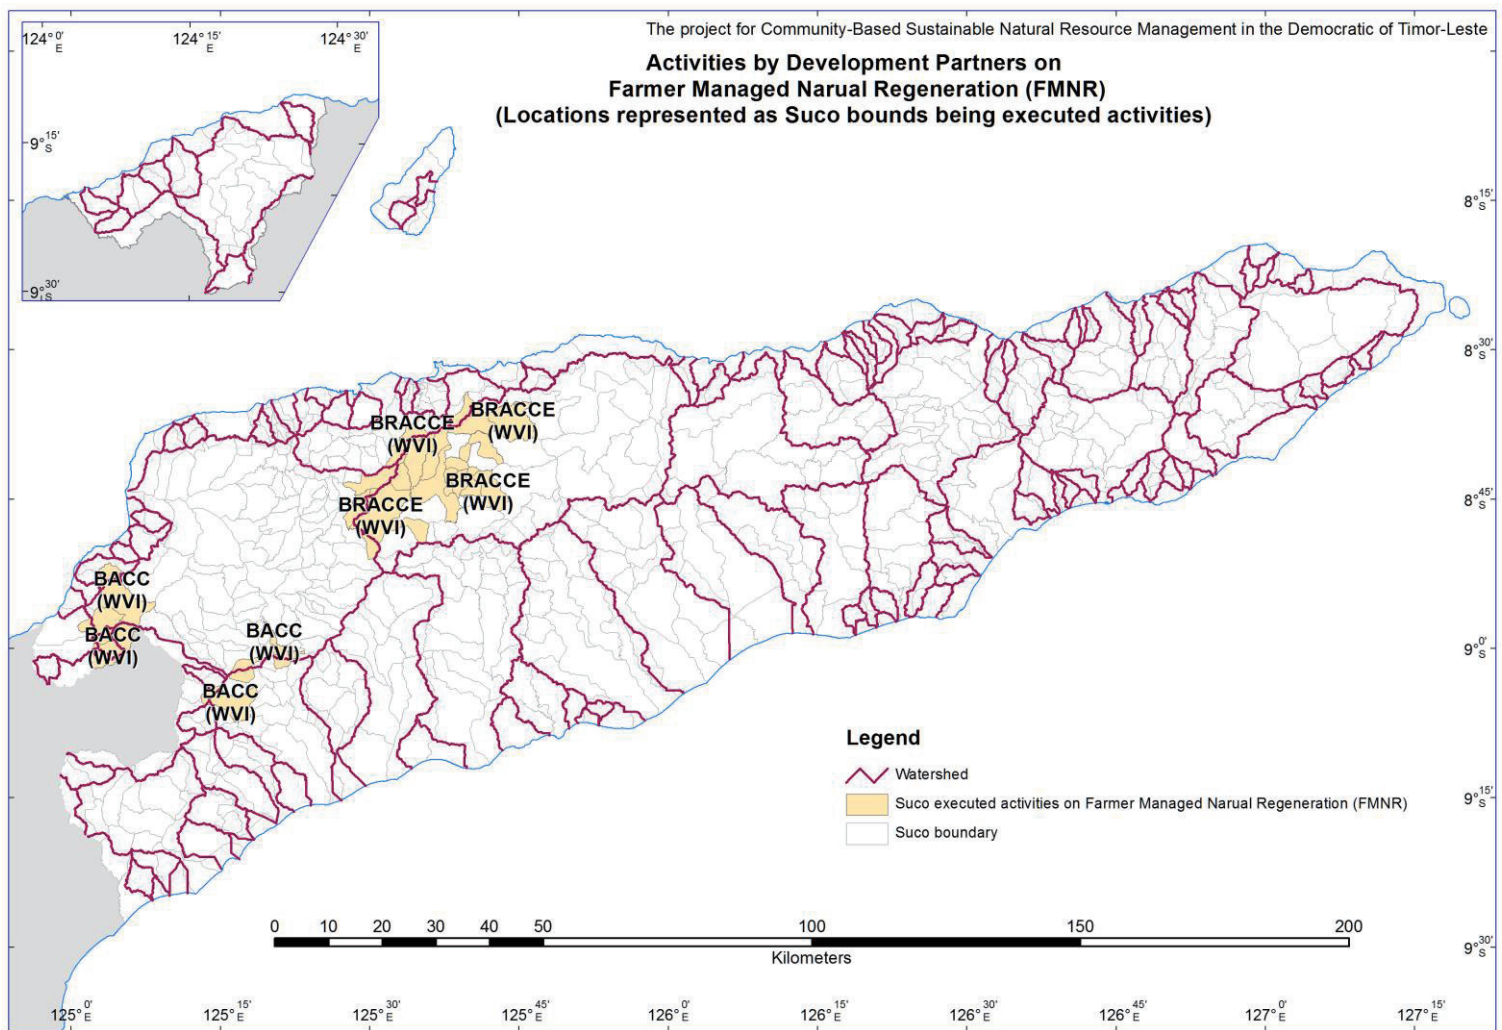 The project for Community-Based Sustainable Natural Resource Management in the Democratic of Timor-Leste
Activities by Development Partners on
Farmer Managed Narual Regeneration (FMNR)
(Locations represented as Suco bounds being executed activities)
124° 0' E
124° 15' E
124° 30' E
9° 15' S
9° 30' S
8° 15' S
8° 30' S
8° 45' S
9° 0' S
9° 15' S
9° 30' S
BRACCE
(WVI)
BRACCE
(WVI)
BRACCE
(WVI)
BRACCE
(WVI)
BACC
(WVI)
BACC
(WVI)
BACC
(WVI)
BACC
(WVI)
Legend
Watershed
Suco executed activities on Farmer Managed Narual Regeneration (FMNR)
Suco boundary
0 10 20 30 40 50 100 150 200
Kilometers
125° 0' E
125° 15' E
125° 30' E
125° 45' E
126° 0' E
126° 15' E
126° 30' E
126° 45' E
127° 0' E
127° 15' E